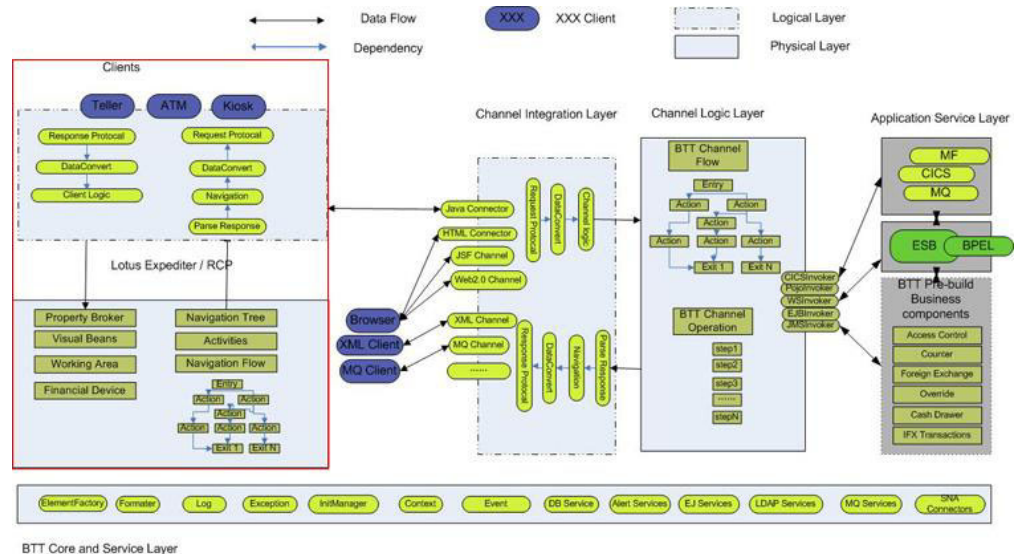 Data Flow
Dependency
XXX
XXX Client
Logical Layer
Physical Layer
Clients
Teller
ATM
Kiosk
Response Protocal
DataConvert
Client Logic
Request Protocal
DataConvert
Navigation
Parse Response
Lotus Expediter / RCP
Property Broker
Visual Beans
Working Area
Financial Device
Navigation Tree
Activities
Navigation Flow
Entry
Action
Action
Action
Action
Action
Action
Exit 1
Exit N
Browser
XML Client
MQ Client
Channel Integration Layer
Java Connector
HTML Connector
JSF Channel
Web2.0 Channel
XML Channel
MQ Channel
......
Request Protocal
DataConvert
Channel logic
Response Protocal
DataConvert
Navigation
Parse Response
Channel Logic Layer
BTT Channel
Flow
Entry
Action
Action
Action
Action
Action
Action
Exit 1
Exit N
BTT Channel
Operation
step1
step2
step3
......
stepN
CICSInvoker
PojoInvoker
WSInvoker
EJBInvoker
JMSInvoker
Application Service Layer
MF
CICS
MQ
ESB
BPEL
BTT Pre-build
Business
components
Access Control
Counter
Foreign Exchange
Override
Cash Drawer
IFX Transactions
ElementFactory
Formater
Log
Exception
InitManager
Context
Event
DB Service
Alert Services
EJ Services
LDAP Services
MQ Services
SNA
Connectors
BTT Core and Service Layer